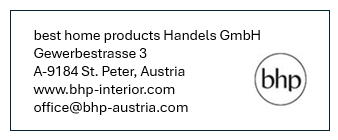 best home products Handels GmbH
Gewerbestrasse 3
A-9184 St. Peter, Austria
www.bhp-interior.com
office@bhp-austria.com
bhp